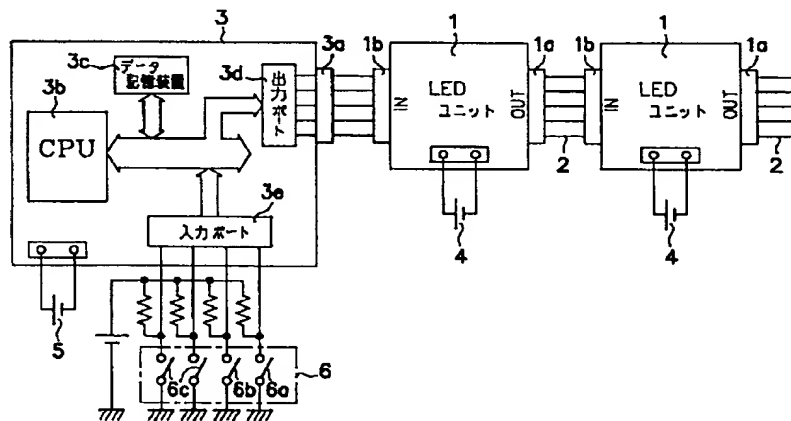 3
3c
データ
記憶装置
3b
CPU
3d
出力ポート
3a
1b
1
1a
IN
LED
ユニット
OUT
2
1b
1
1a
IN
LED
ユニット
OUT
2
4
4
3e
入力ポート
5
6c
6b
6a
6